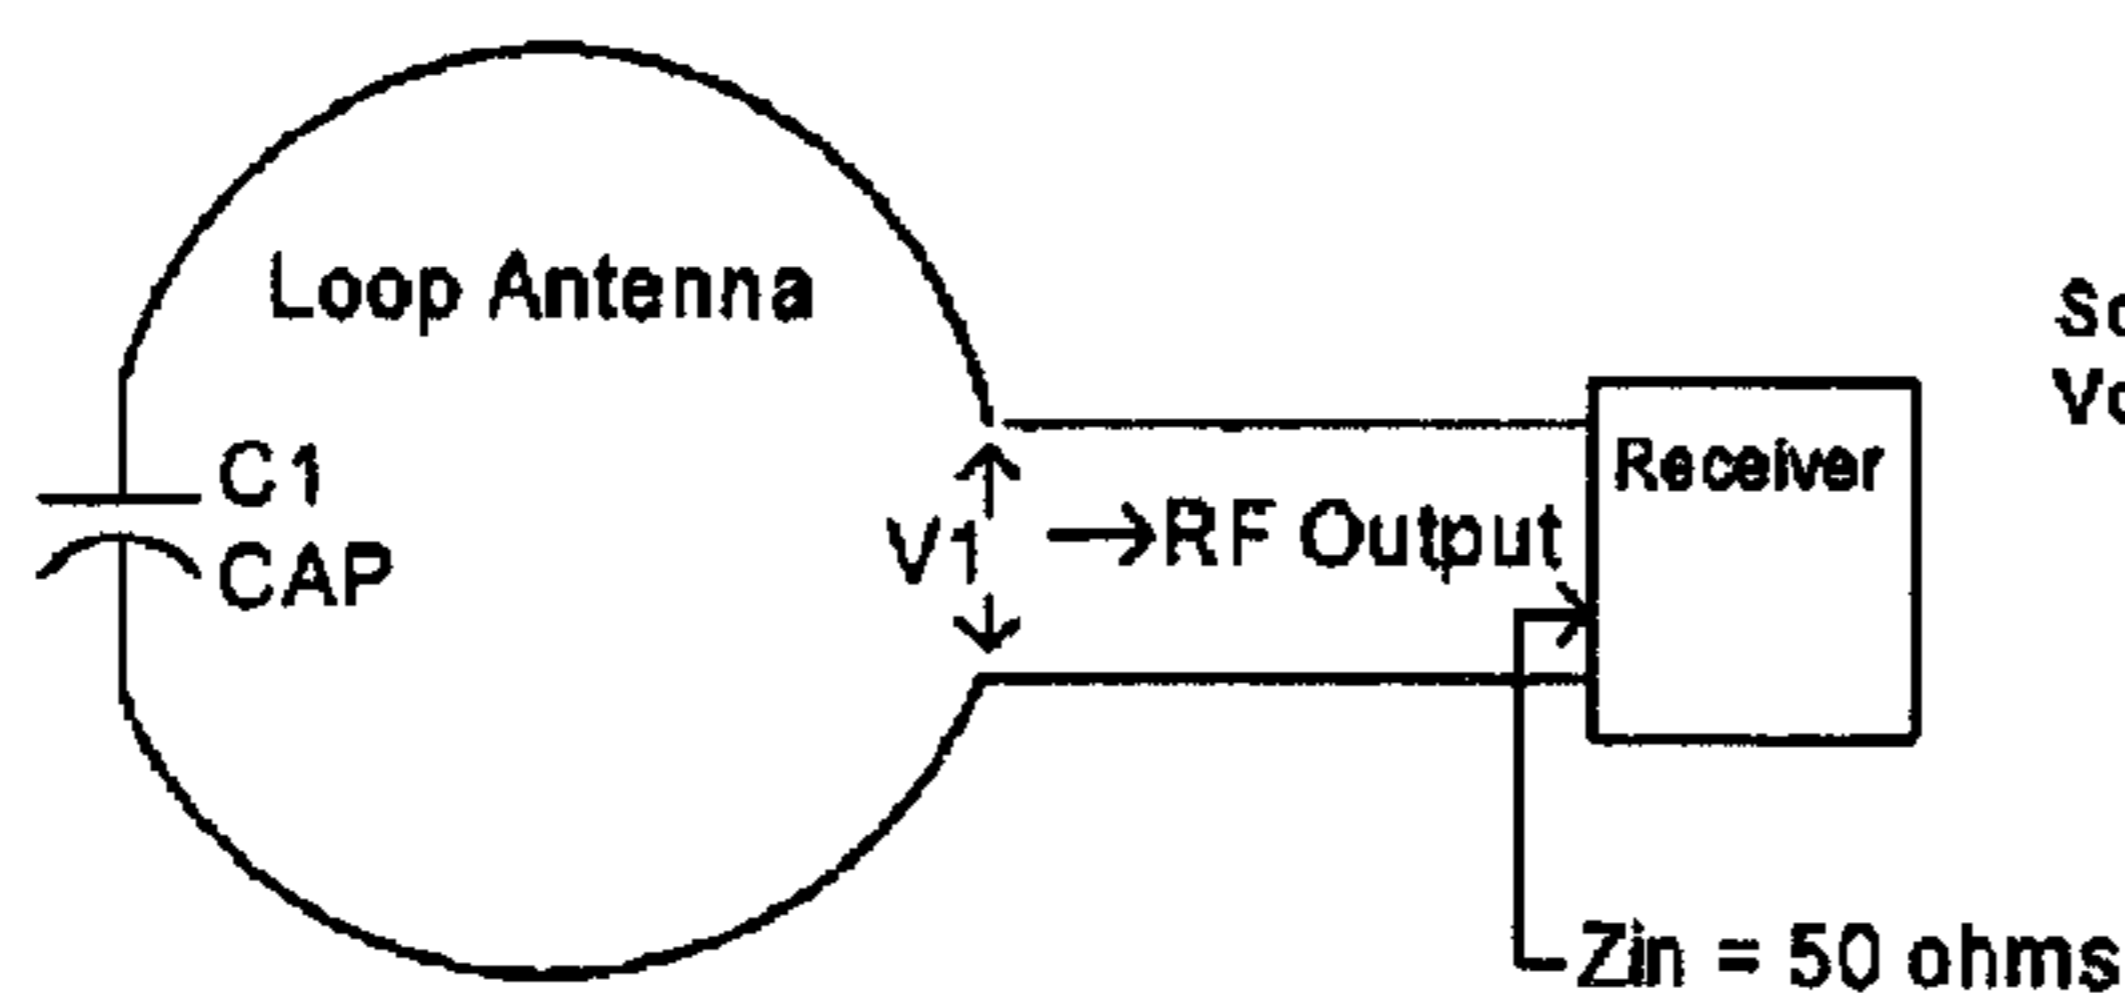 Loop Antenna
C1
CAP
V1
→RF Output
Receiver
Zin = 50 ohms